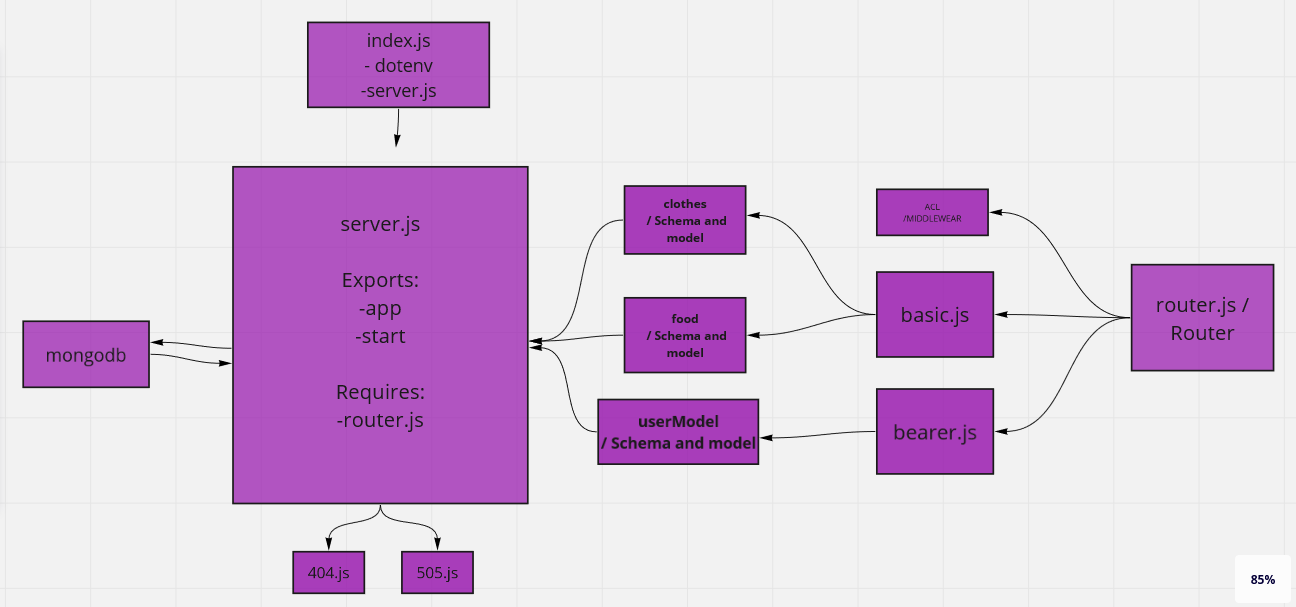 index.js
- dotenv
-server.js
server.js
Exports:
-app
-start
Requires:
-router.js
mongodb
404.js
505.js
clothes
/ Schema and
model
food
/ Schema and
model
userModel
/ Schema and model
ACL
/MIDDLEWEAR
basic.js
bearer.js
router.js /
Router
85%